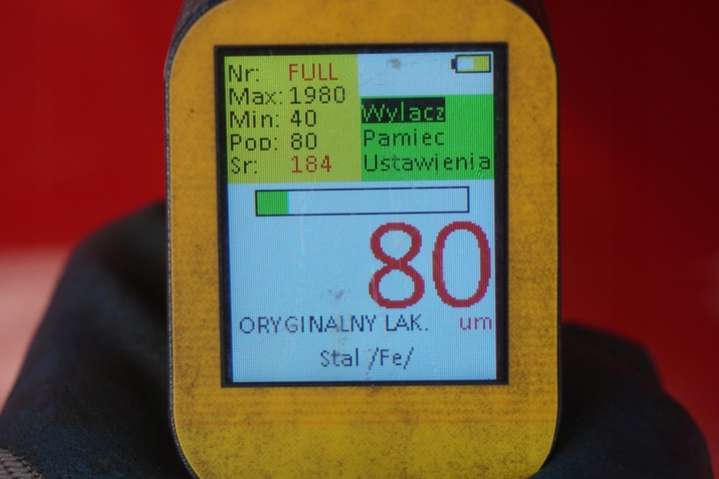 Nr: FULL
Max: 1980
Min: 40
Pop: 80
Sr: 184
Wylacz
Pamiec
Ustawienia
80
ORYGINALNY LAK. um
Stal /Fe/